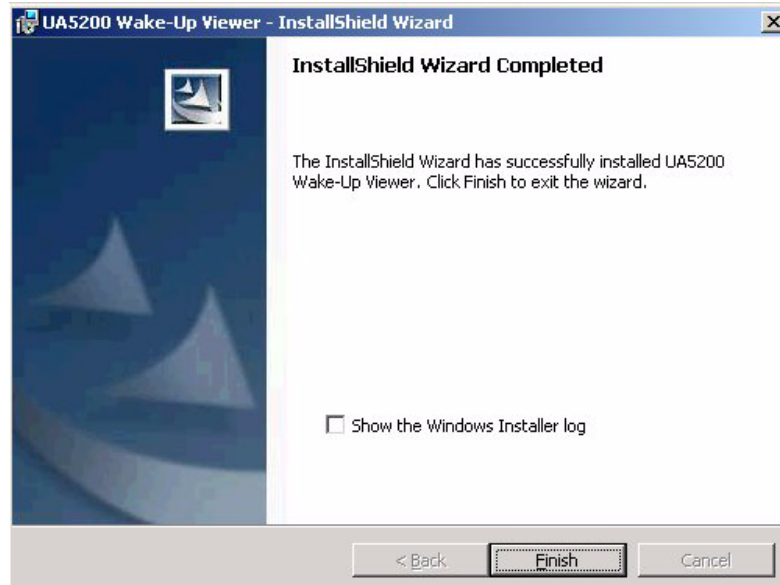 UA5200 Wake-Up Viewer - InstallShield Wizard
InstallShield Wizard Completed
The InstallShield Wizard has successfully installed UA5200
Wake-Up Viewer. Click Finish to exit the wizard.
Show the Windows Installer log
< Back Finish Cancel